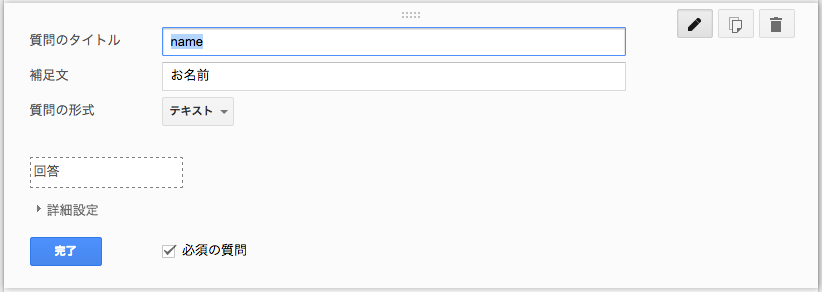 質問のタイトル name
補足文 お名前
質問の形式 テキスト
回答
詳細設定
完了 必須の質問